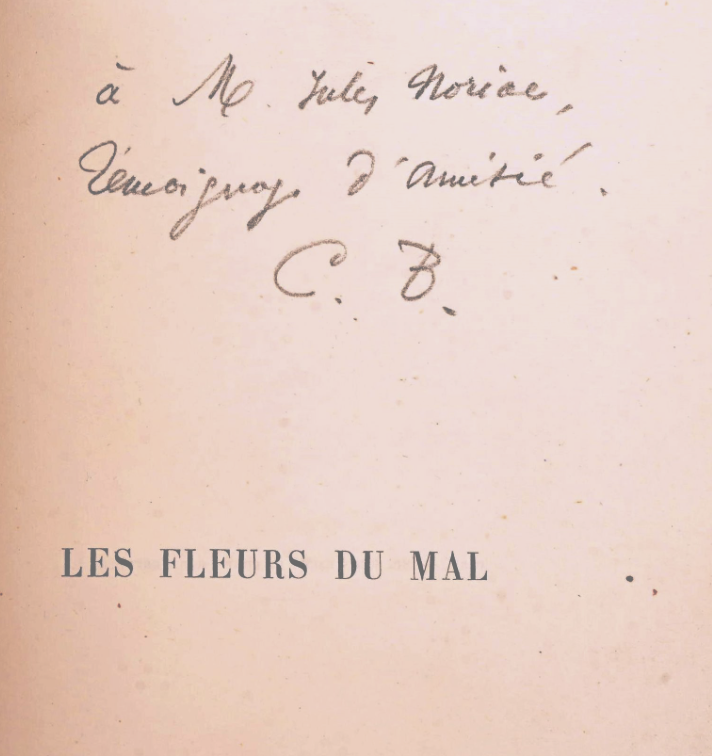 à M. Jules Noriac,
Témoignage d'amitié.
C. B.
LES FLEURS DU MAL